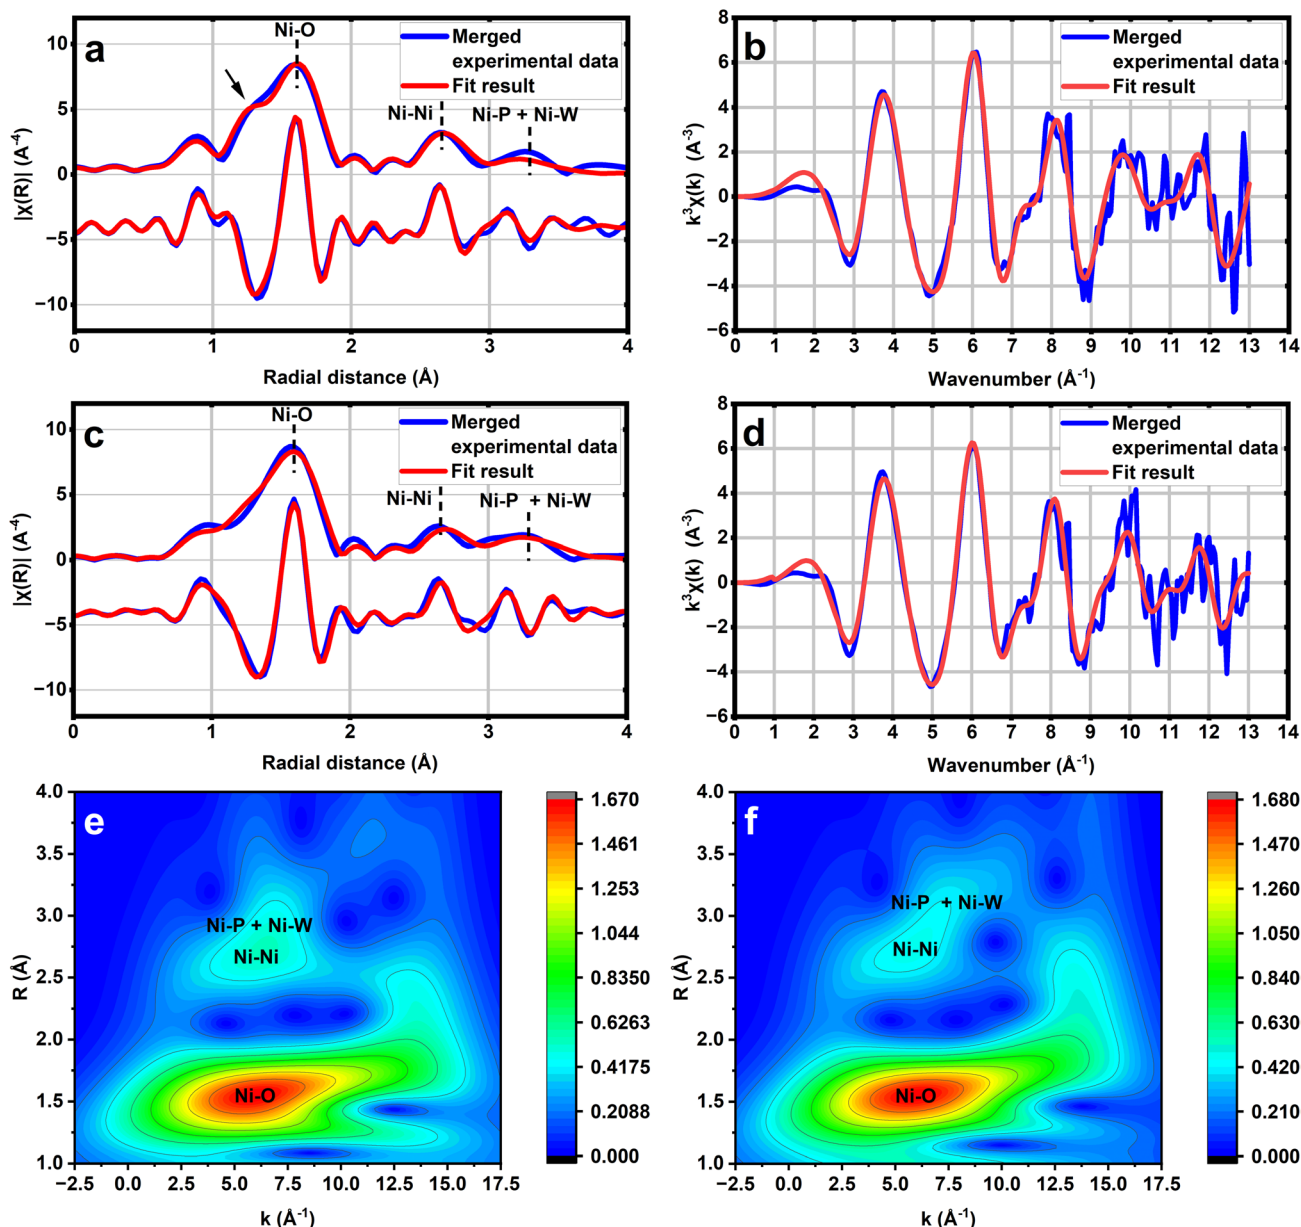 a
Ni-O
Merged
experimental data
Fit result
Ni-Ni
Ni-P + Ni-W
10
5
0
−5
−10
|χ(R)| (A⁻⁴)
0
1
2
3
4
Radial distance (Å)
b
Merged
experimental data
Fit result
8
6
4
2
0
−2
−4
−6
k³χ(k) (A⁻³)
0 1 2 3 4 5 6 7 8 9 10 11 12 13 14
Wavenumber (Å⁻¹)
c
Ni-O
Merged
experimental data
Fit result
Ni-Ni
Ni-P + Ni-W
10
5
0
−5
−10
|χ(R)| (A⁻⁴)
0
1
2
3
4
Radial distance (Å)
d
Merged
experimental data
Fit result
8
6
4
2
0
−2
−4
−6
k³χ(k) (A⁻³)
0 1 2 3 4 5 6 7 8 9 10 11 12 13 14
Wavenumber (Å⁻¹)
e
4.0
3.5
3.0
2.5
2.0
1.5
1.0
R (Å)
Ni-P + Ni-W
Ni-Ni
Ni-O
−2.5 0.0 2.5 5.0 7.5 10.0 12.5 15.0 17.5
k (Å⁻¹)
1.670
1.461
1.253
1.044
0.8350
0.6263
0.4175
0.2088
0.000
f
4.0
3.5
3.0
2.5
2.0
1.5
1.0
R (Å)
Ni-P + Ni-W
Ni-Ni
Ni-O
−2.5 0.0 2.5 5.0 7.5 10.0 12.5 15.0 17.5
k (Å⁻¹)
1.680
1.470
1.260
1.050
0.840
0.630
0.420
0.210
0.000